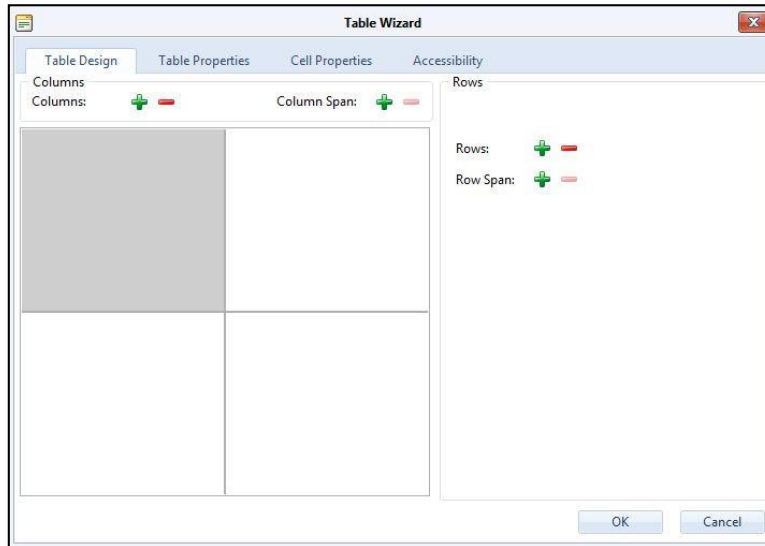 Table Wizard
Table Design Table Properties Cell Properties Accessibility
Columns
Columns: Column Span:
Rows
Rows:
Row Span:
OK Cancel